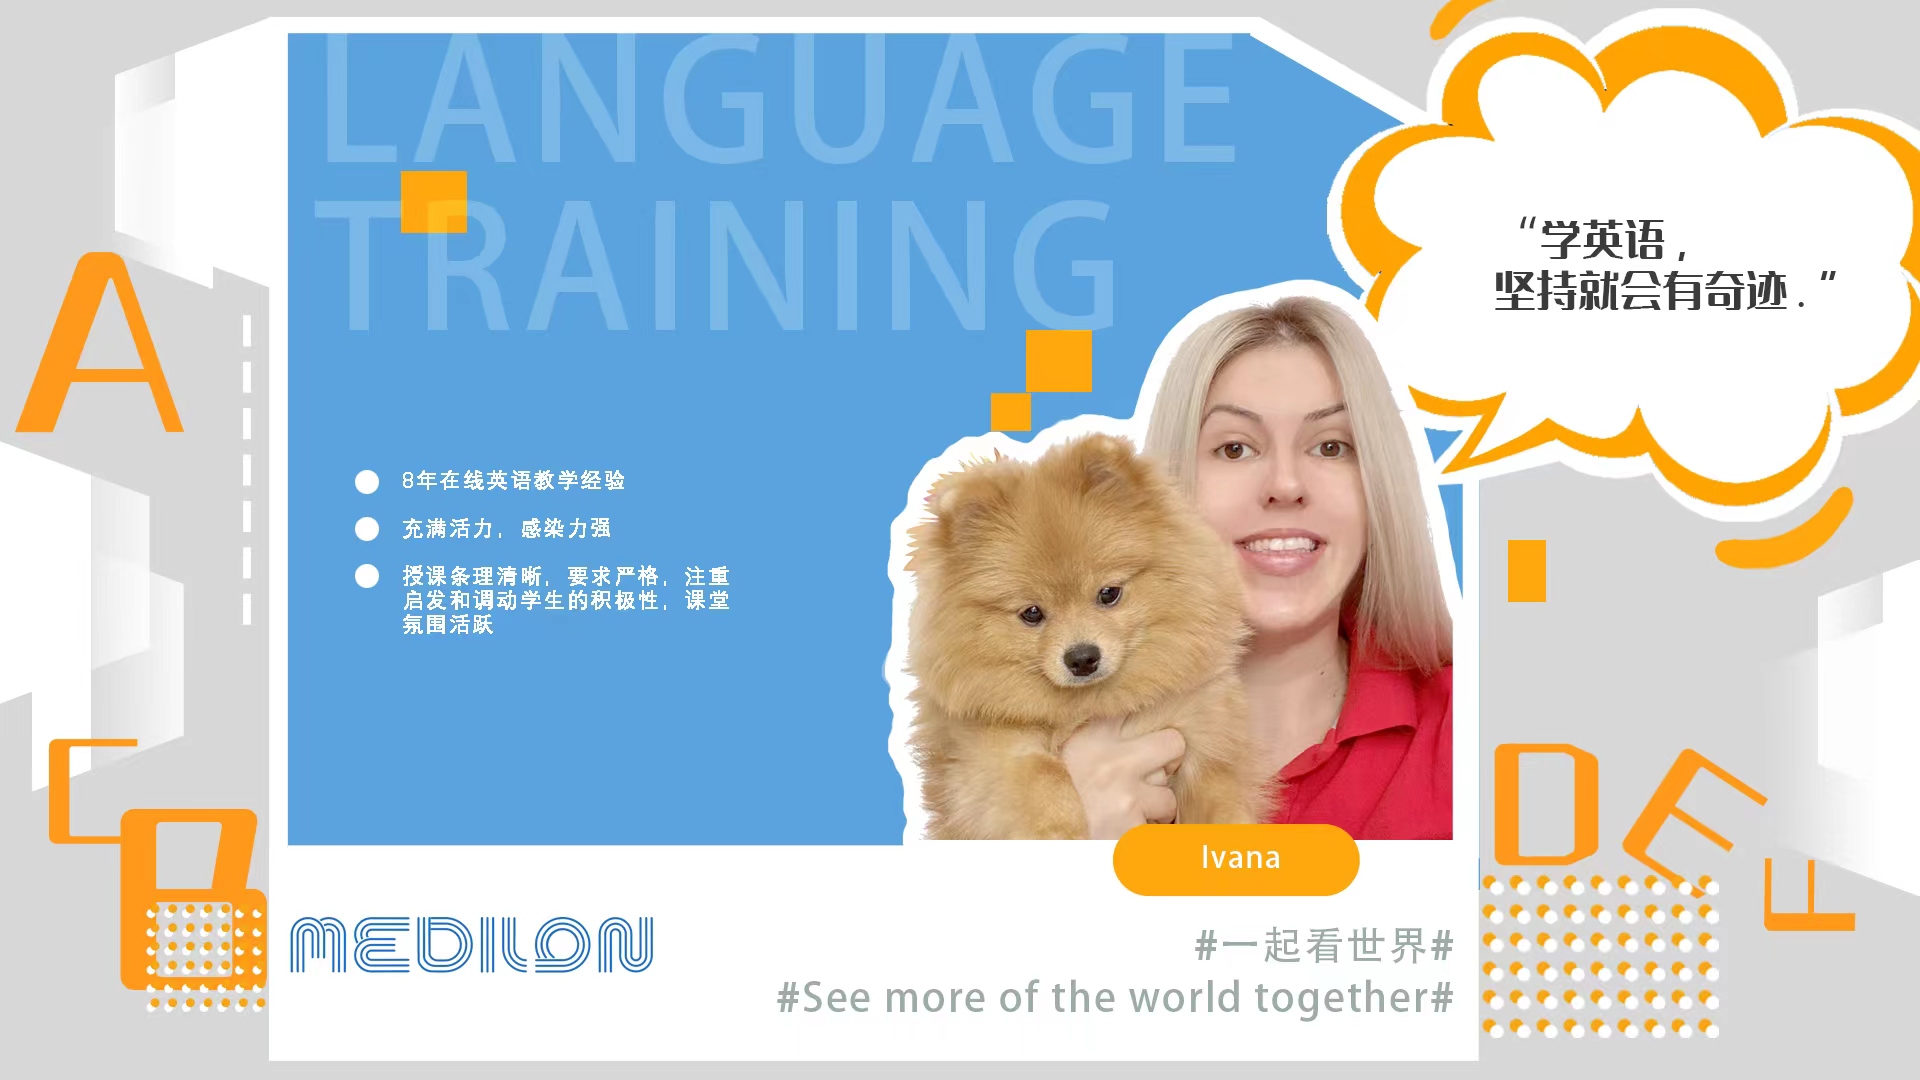 LANGUAGE
TRAINING
“学英语，
坚持就会有奇迹.”
8年在线英语教学经验
充满活力，感染力强
授课条理清晰，要求严格，注重
启发和调动学生的积极性，课堂
氛围活跃
Ivana
MEDILON
#一起看世界#
#See more of the world together#
A
C
B
D
E
F